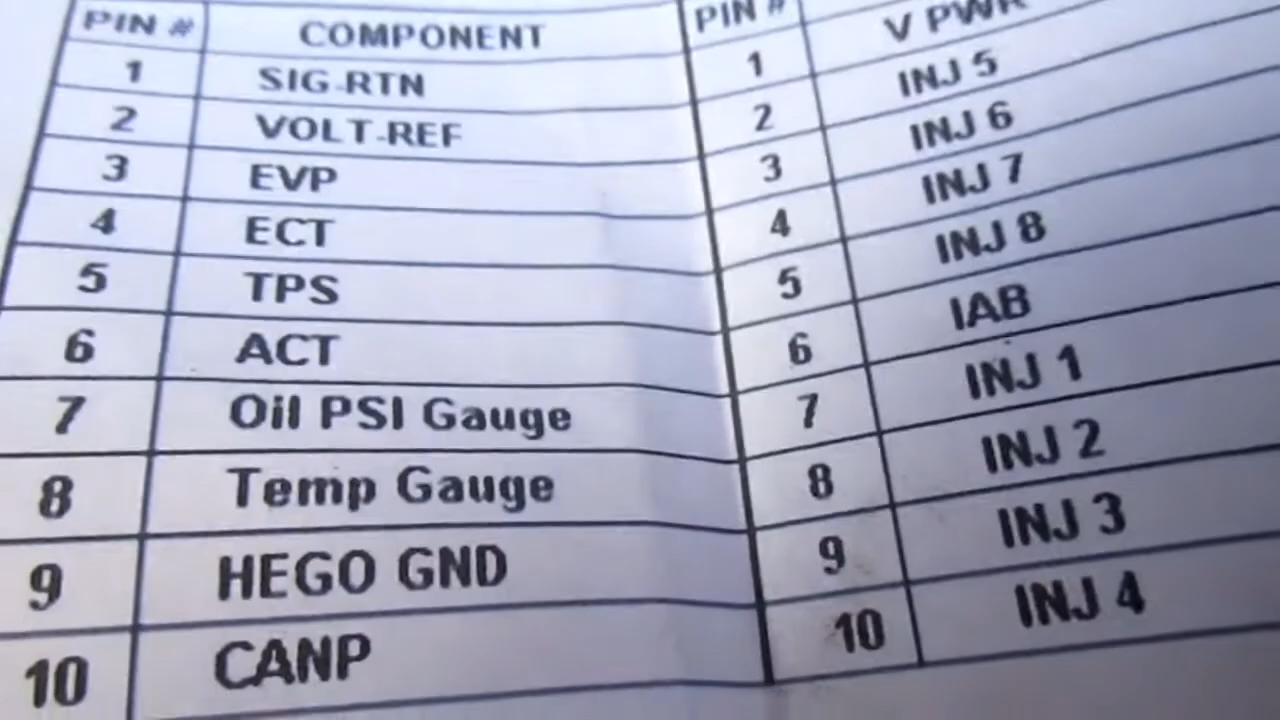 PIN # COMPONENT PIN #
1 SIG-RTN 1 V PWR
2 VOLT-REF 2 INJ 5
3 EVP 3 INJ 6
4 ECT 4 INJ 7
5 TPS 5 INJ 8
6 ACT 6 IAB
7 Oil PSI Gauge 7 INJ 1
8 Temp Gauge 8 INJ 2
9 HEGO GND 9 INJ 3
10 CANP 10 INJ 4